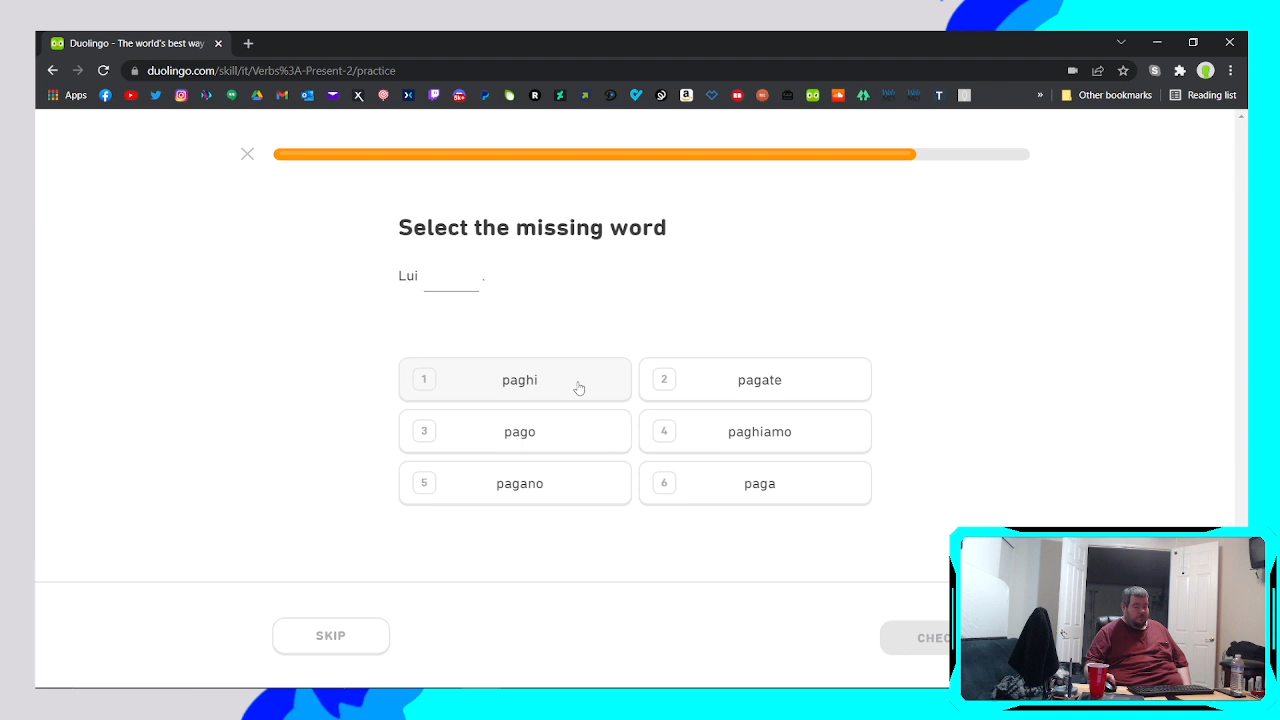 Duolingo - The world's best way
duolingo.com/skill/it/Verbs%3A-Present-2/practice
Apps
Other bookmarks
Reading list
Select the missing word
Lui ______ .
1 paghi
2 pagate
3 pago
4 paghiamo
5 pagano
6 paga
SKIP
CHEC